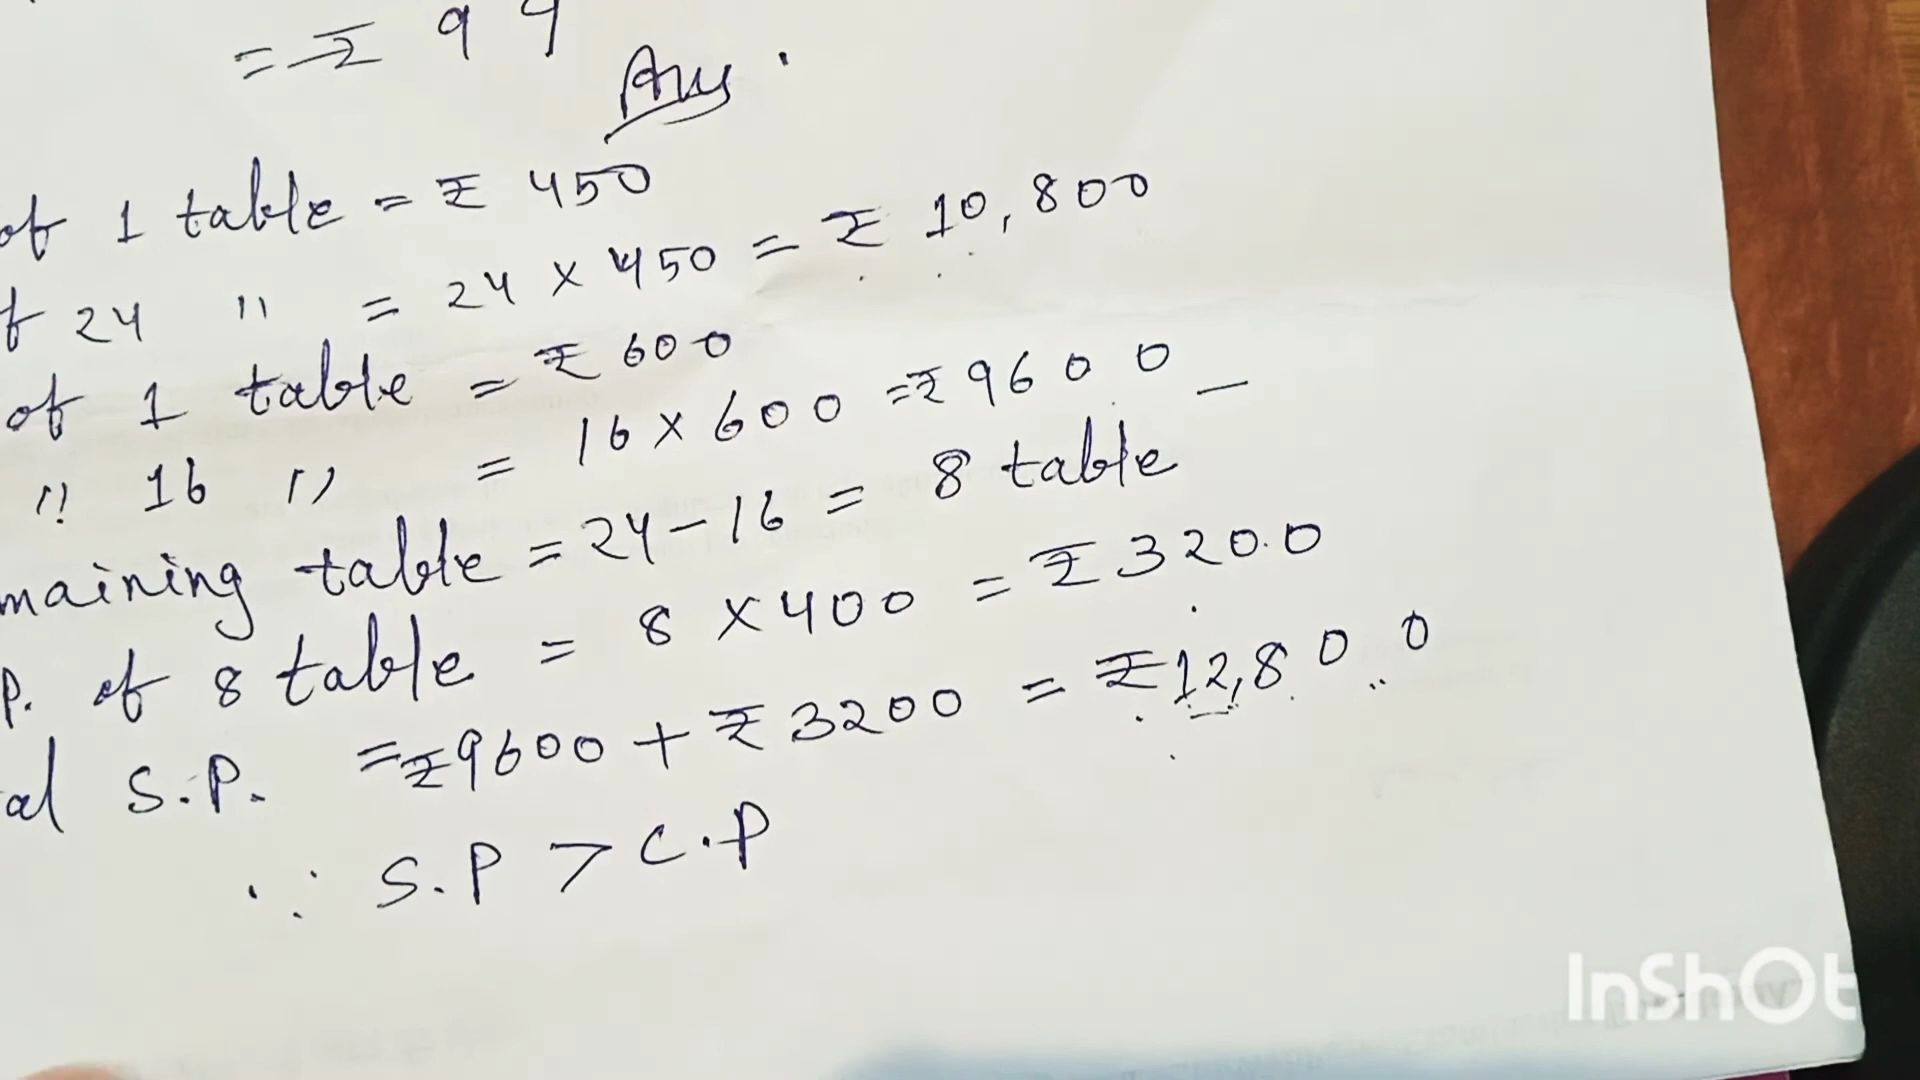 = ₹ 99
Ans.
of 1 table = ₹ 450
f 24 " = 24 × 450 = ₹ 10,800
of 1 table = ₹ 600
" 16 " = 16 × 600 = ₹ 9600
maining table = 24 - 16 = 8 table
P. of 8 table = 8 × 400 = ₹ 3200
al S.P. = ₹ 9600 + ₹ 3200 = ₹ 12,800
∵ S.P > C.P
InShOt